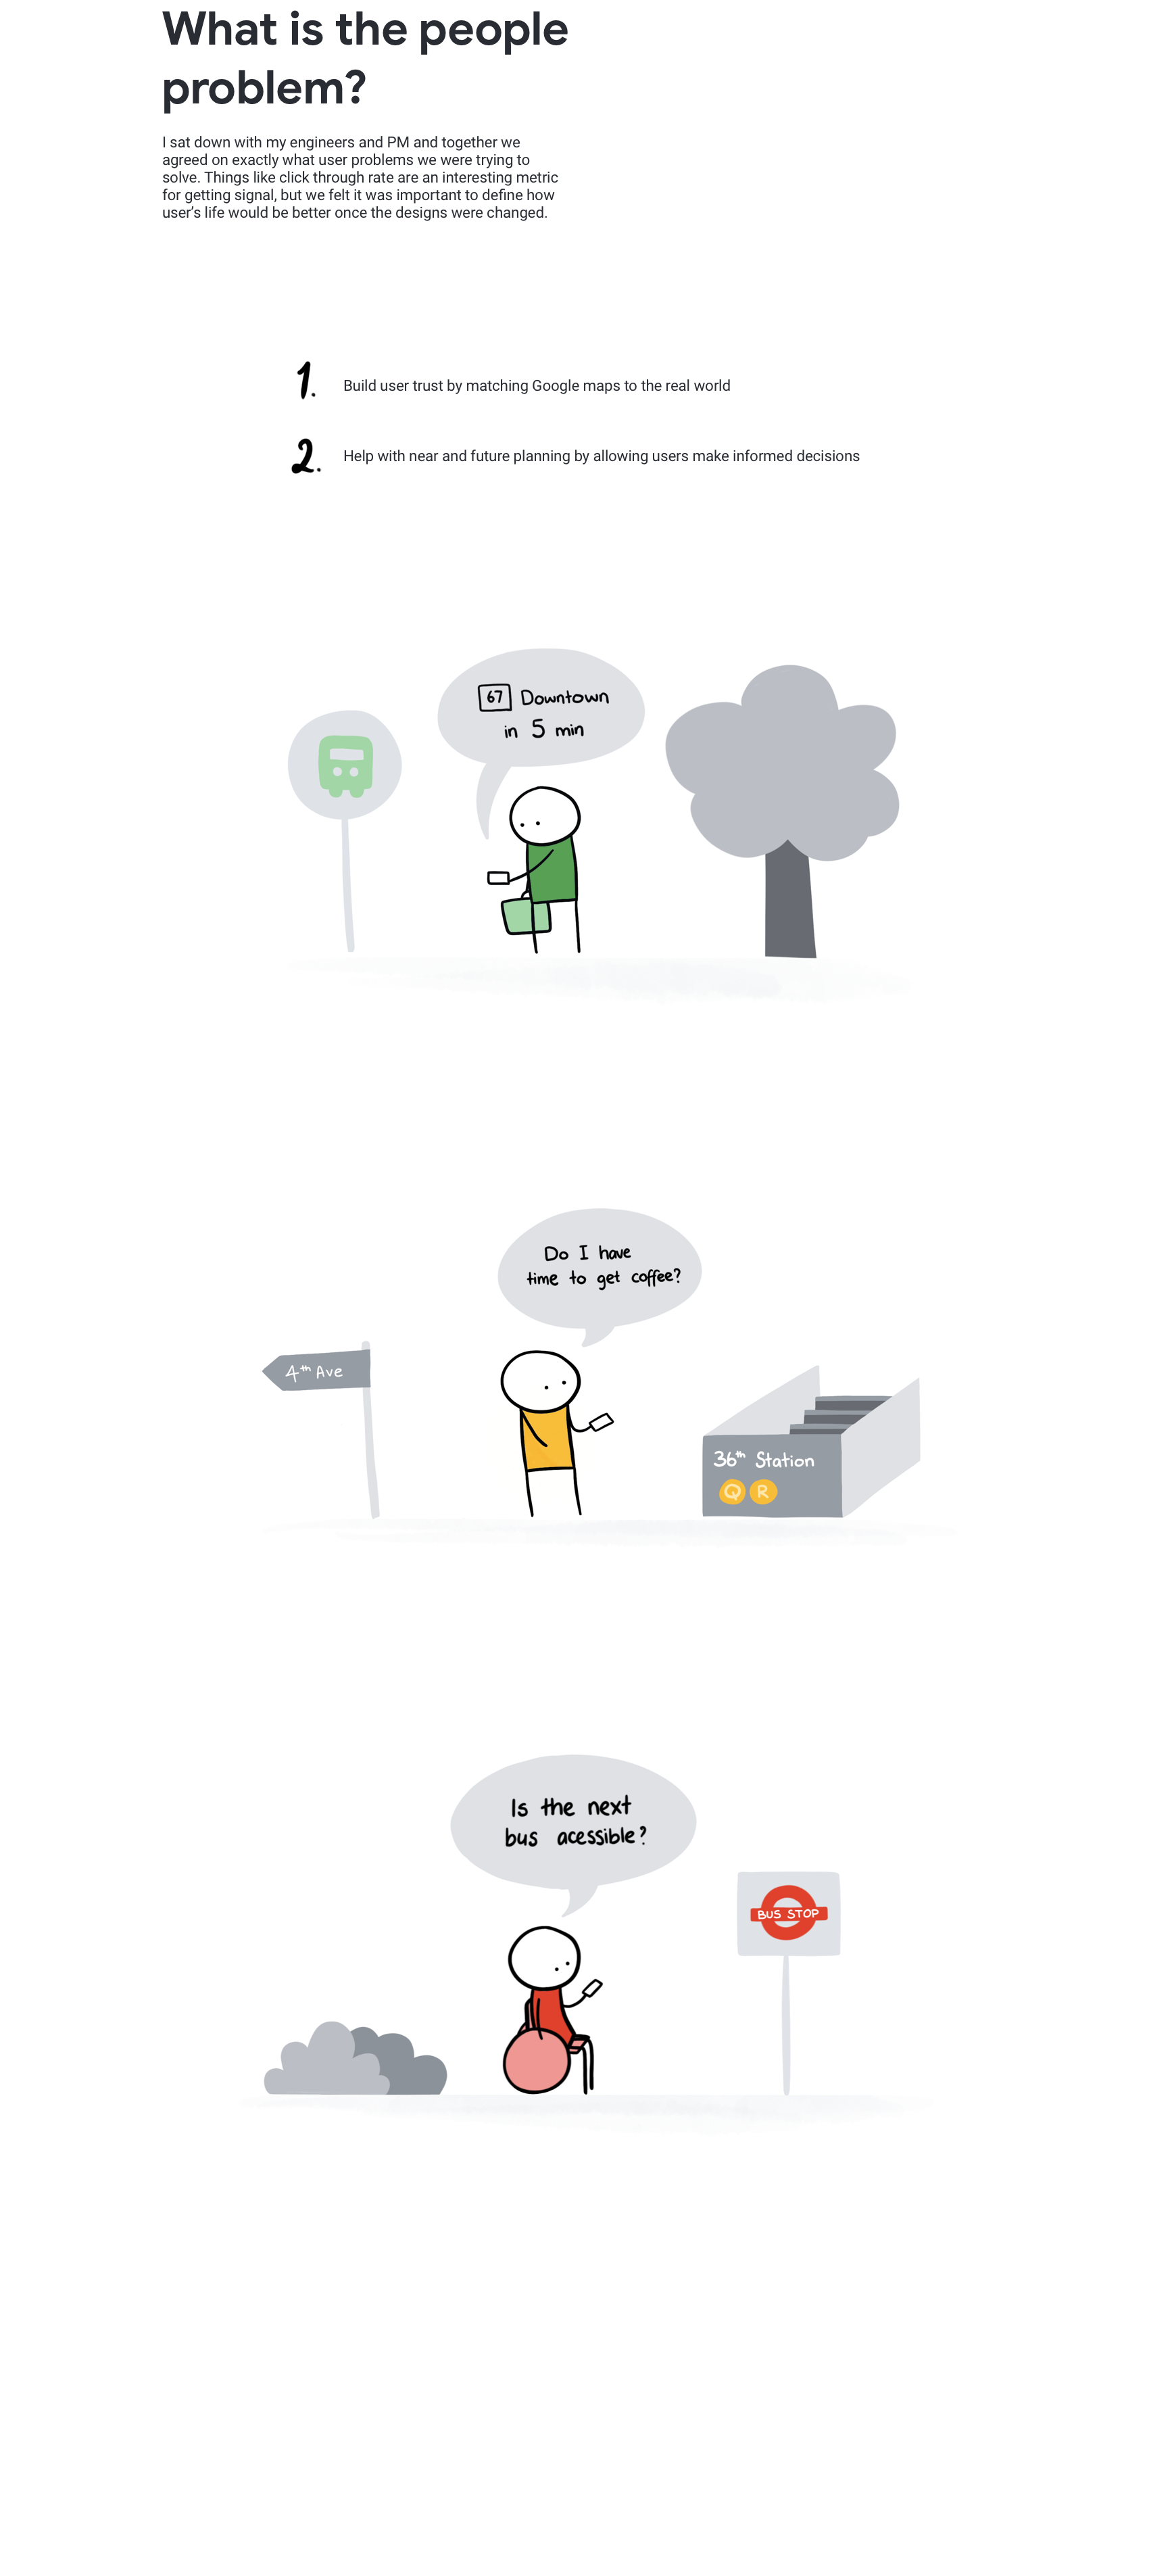 What is the people
problem?
I sat down with my engineers and PM and together we
agreed on exactly what user problems we were trying to
solve. Things like click through rate are an interesting metric
for getting signal, but we felt it was important to define how
user’s life would be better once the designs were changed.
1. Build user trust by matching Google maps to the real world
2. Help with near and future planning by allowing users make informed decisions
67 Downtown
in 5 min
Do I have
time to get coffee?
4th Ave
36th Station
Q R
Is the next
bus acessible?
BUS STOP